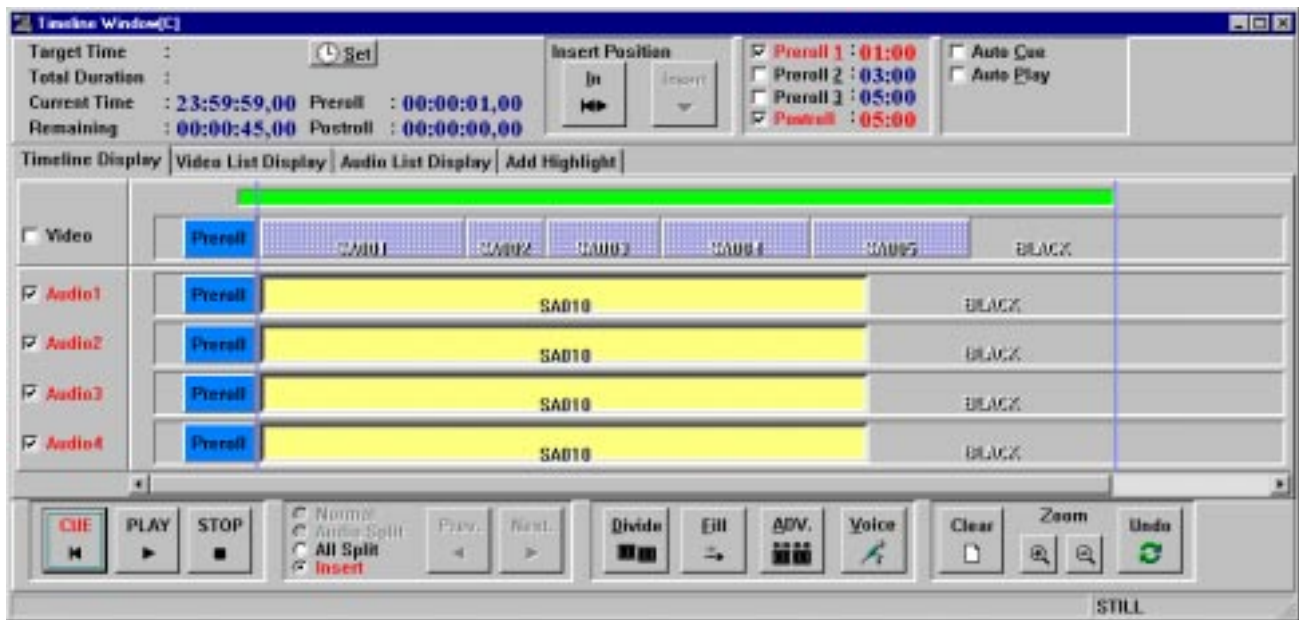 Timeline Window[C]
Target Time :
Set
Total Duration :
Current Time : 23:59:59,00 Preroll : 00:00:01,00
Remaining : 00:00:45,00 Postroll : 00:00:00,00
Insert Position
In
Insert
Preroll 1 : 01:00
Preroll 2 : 03:00
Preroll 3 : 05:00
Postroll : 05:00
Auto Cue
Auto Play
Timeline Display Video List Display Audio List Display Add Highlight
Video Preroll SA001 SA002 SA003 SA004 SA005 BLACK
Audio1 Preroll SA010 BLACK
Audio2 Preroll SA010 BLACK
Audio3 Preroll SA010 BLACK
Audio4 Preroll SA010 BLACK
CUE PLAY STOP
Normal
Audio Split
All Split
Insert
Prev. Next.
Divide Fill ADV. Voice
Clear Zoom Undo
STILL